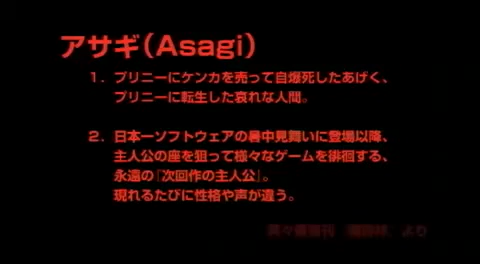 アサギ(Asagi)
1. プリニーにケンカを売って自爆死したあげく、
プリニーに転生した哀れな人間。
2. 日本一ソフトウェアの暑中見舞いに登場以降、
主人公の座を狙って様々なゲームを徘徊する、
永遠の『次回作の主人公』。
現れるたびに性格や声が違う。
より